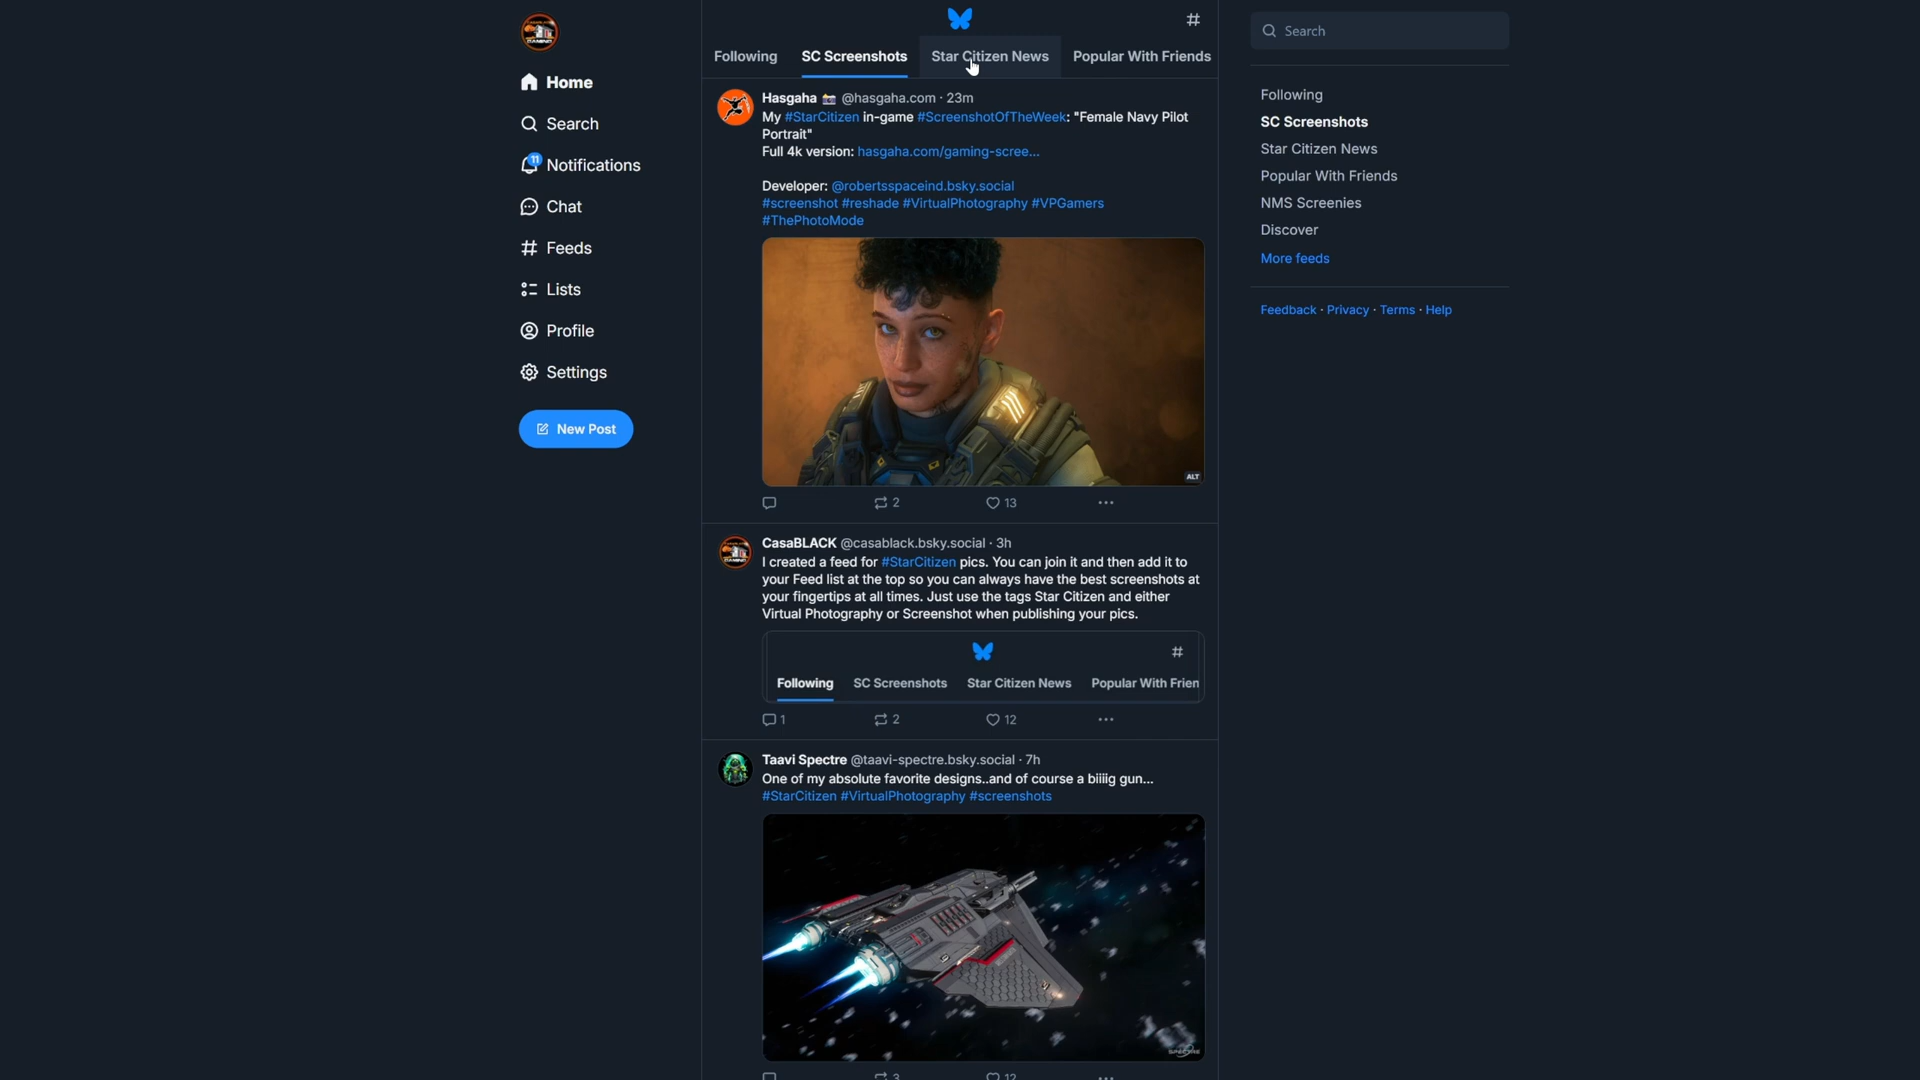 Home
Search
11
Notifications
Chat
Feeds
Lists
Profile
Settings
New Post
#
Following SC Screenshots Star Citizen News Popular With Friends
Hasgaha @hasgaha.com · 23m
My #StarCitizen in-game #ScreenshotOfTheWeek: "Female Navy Pilot
Portrait"
Full 4k version: hasgaha.com/gaming-scree...
Developer: @robertsspaceind.bsky.social
#screenshot #reshade #VirtualPhotography #VPGamers
#ThePhotoMode
ALT
2 13 ...
CasaBLACK @casablack.bsky.social · 3h
I created a feed for #StarCitizen pics. You can join it and then add it to
your Feed list at the top so you can always have the best screenshots at
your fingertips at all times. Just use the tags Star Citizen and either
Virtual Photography or Screenshot when publishing your pics.
#
Following SC Screenshots Star Citizen News Popular With Frien
1 2 12 ...
Taavi Spectre @taavi-spectre.bsky.social · 7h
One of my absolute favorite designs..and of course a biiiig gun...
#StarCitizen #VirtualPhotography #screenshots
SPECTRE
3 12 ...
Search
Following
SC Screenshots
Star Citizen News
Popular With Friends
NMS Screenies
Discover
More feeds
Feedback · Privacy · Terms · Help